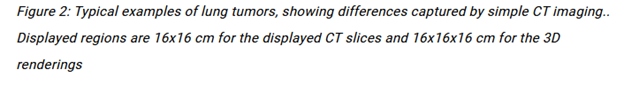 Figure 2: Typical examples of lung tumors, showing differences captured by simple CT imaging..
Displayed regions are 16x16 cm for the displayed CT slices and 16x16x16 cm for the 3D
renderings